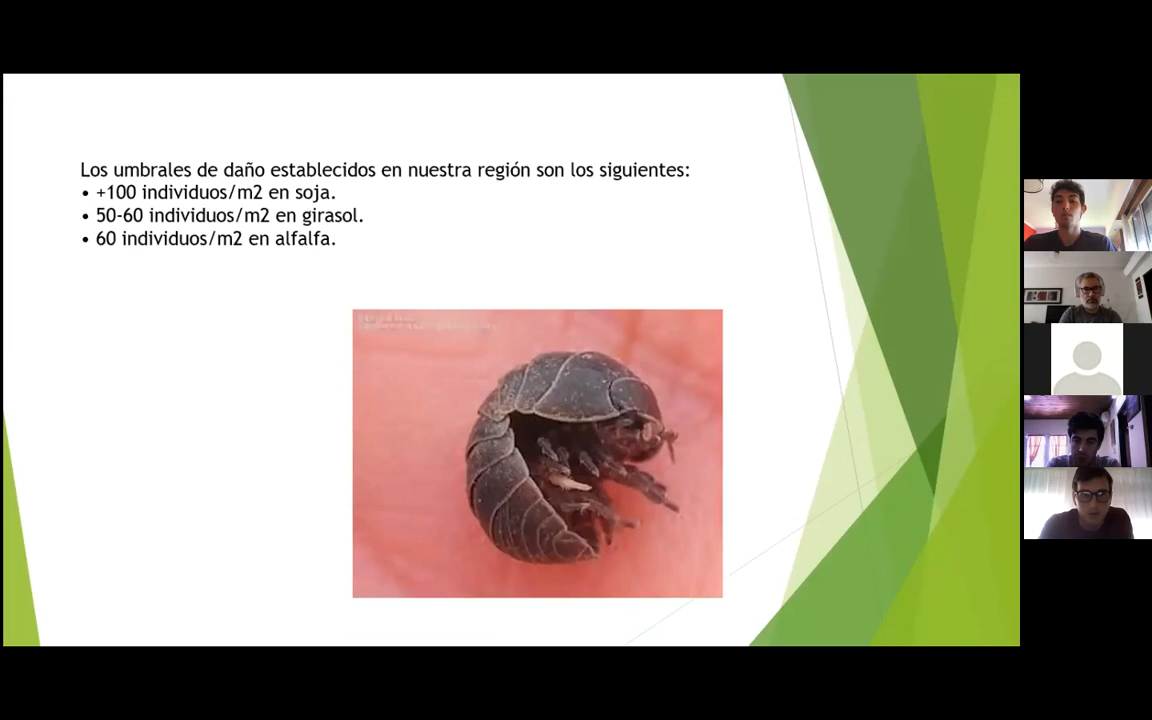 Los umbrales de daño establecidos en nuestra región son los siguientes:
• +100 individuos/m2 en soja.
• 50-60 individuos/m2 en girasol.
• 60 individuos/m2 en alfalfa.